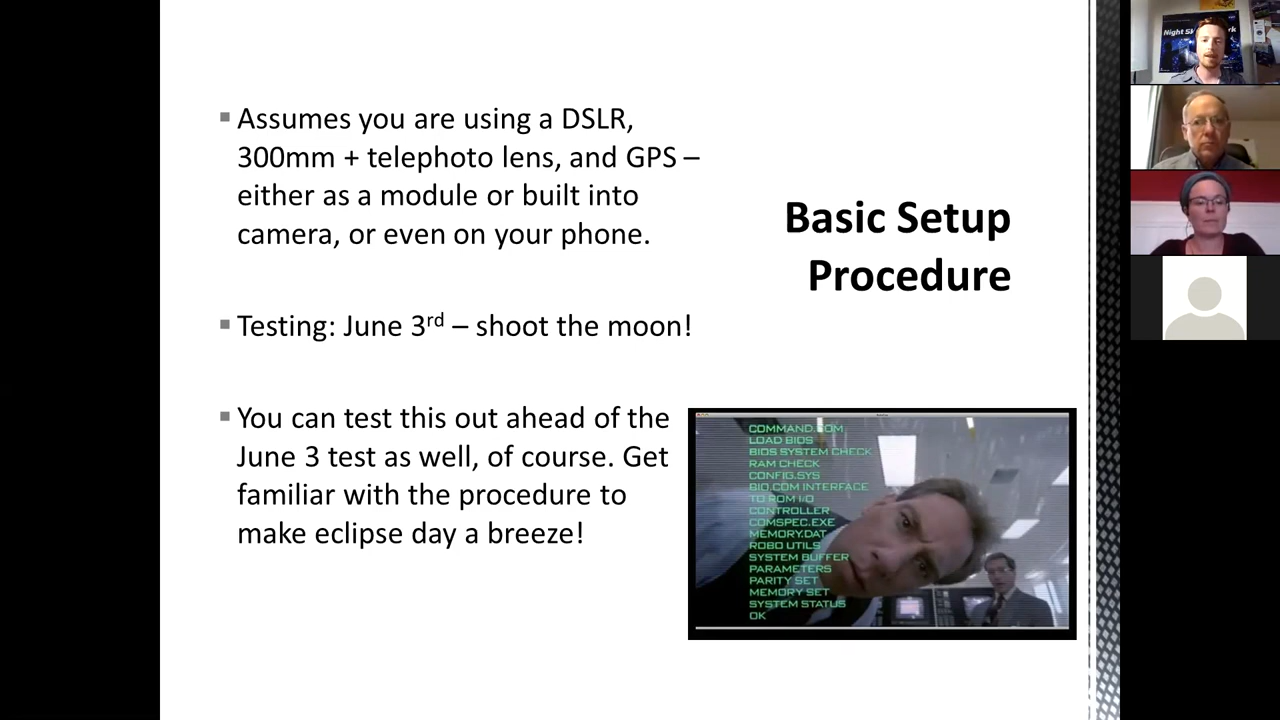 Assumes you are using a DSLR,
300mm + telephoto lens, and GPS –
either as a module or built into
camera, or even on your phone.
Testing: June 3rd – shoot the moon!
You can test this out ahead of the
June 3 test as well, of course. Get
familiar with the procedure to
make eclipse day a breeze!
Basic Setup
Procedure
COMMAND.COM
LOAD BIOS
BIOS SYSTEM CHECK
RAM CHECK
CONFIG.SYS
BIO.COM INTERFACE
TO ROM I/O
CONTROLLER
COMSPEC.EXE
MEMORY.DAT
ROBO UTILS
SYSTEM BUFFER
PARAMETERS
PARITY SET
MEMORY SET
SYSTEM STATUS
OK
Night